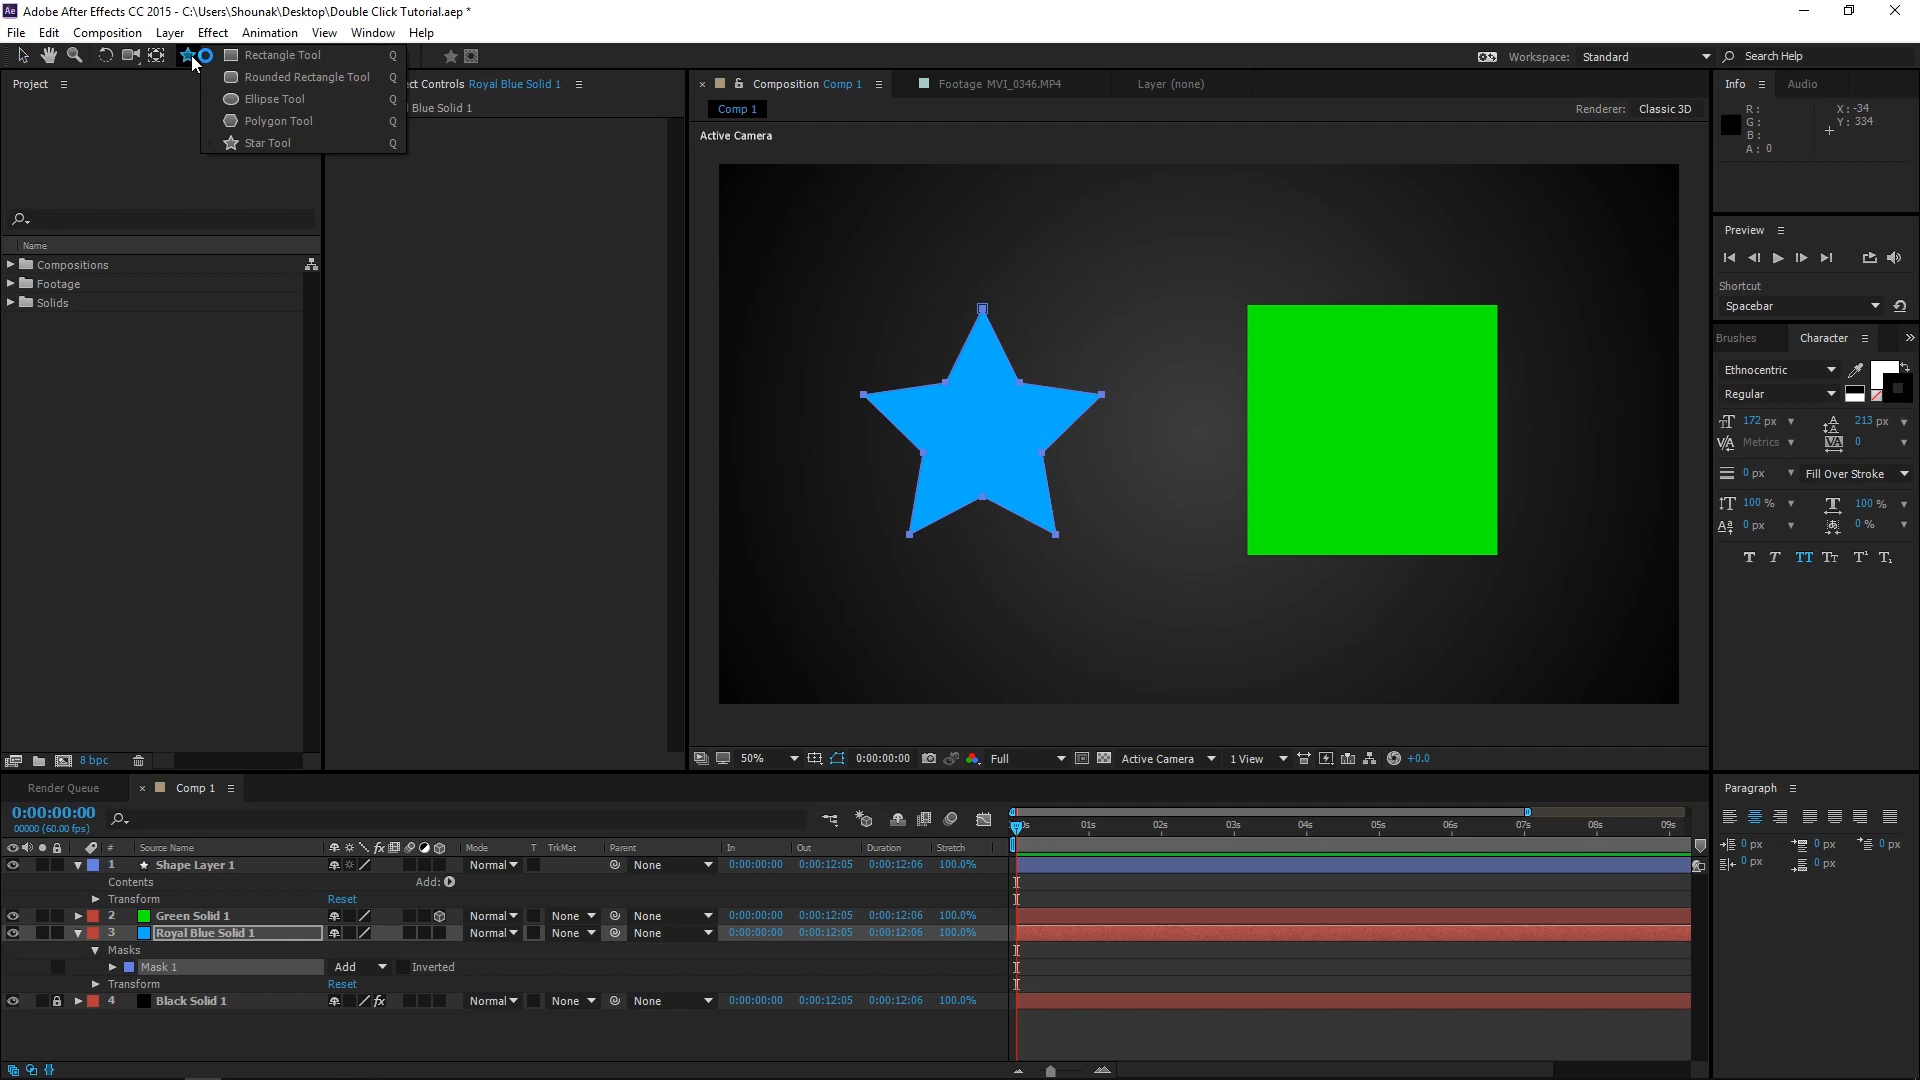 Ae Adobe After Effects CC 2015 - C:\Users\Shounak\Desktop\Double Click Tutorial.aep *
File Edit Composition Layer Effect Animation View Window Help
Rectangle Tool Q
Rounded Rectangle Tool Q
Ellipse Tool Q
Polygon Tool Q
Star Tool Q
Workspace: Standard Search Help
Project ect Controls Royal Blue Solid 1
Blue Solid 1
Composition Comp 1 Footage MVI_0346.MP4 Layer (none)
Comp 1 Renderer: Classic 3D
Active Camera
Info Audio
R: X: -34
G: Y: 334
B:
A: 0
Preview
Shortcut
Spacebar
Brushes Character
Ethnocentric
Regular
172 px 213 px
Metrics 0
0 px Fill Over Stroke
100 % 100 %
0 px 0 %
T T TT Tт T¹ T₁
Name
Compositions
Footage
Solids
8 bpc
50% 0:00:00:00 Full Active Camera 1 View +0.0
Render Queue Comp 1
0:00:00:00
00000 (60.00 fps)
01s 02s 03s 04s 05s 06s 07s 08s 09s
# Source Name fx Mode T TrkMat Parent In Out Duration Stretch
1 Shape Layer 1 Normal None 0:00:00:00 0:00:12:05 0:00:12:06 100.0%
Contents Add:
Transform Reset
2 Green Solid 1 Normal None None 0:00:00:00 0:00:12:05 0:00:12:06 100.0%
3 Royal Blue Solid 1 Normal None None 0:00:00:00 0:00:12:05 0:00:12:06 100.0%
Masks
Mask 1 Add Inverted
Transform Reset
4 Black Solid 1 fx Normal None None 0:00:00:00 0:00:12:05 0:00:12:06 100.0%
Paragraph
0 px 0 px 0 px
0 px 0 px